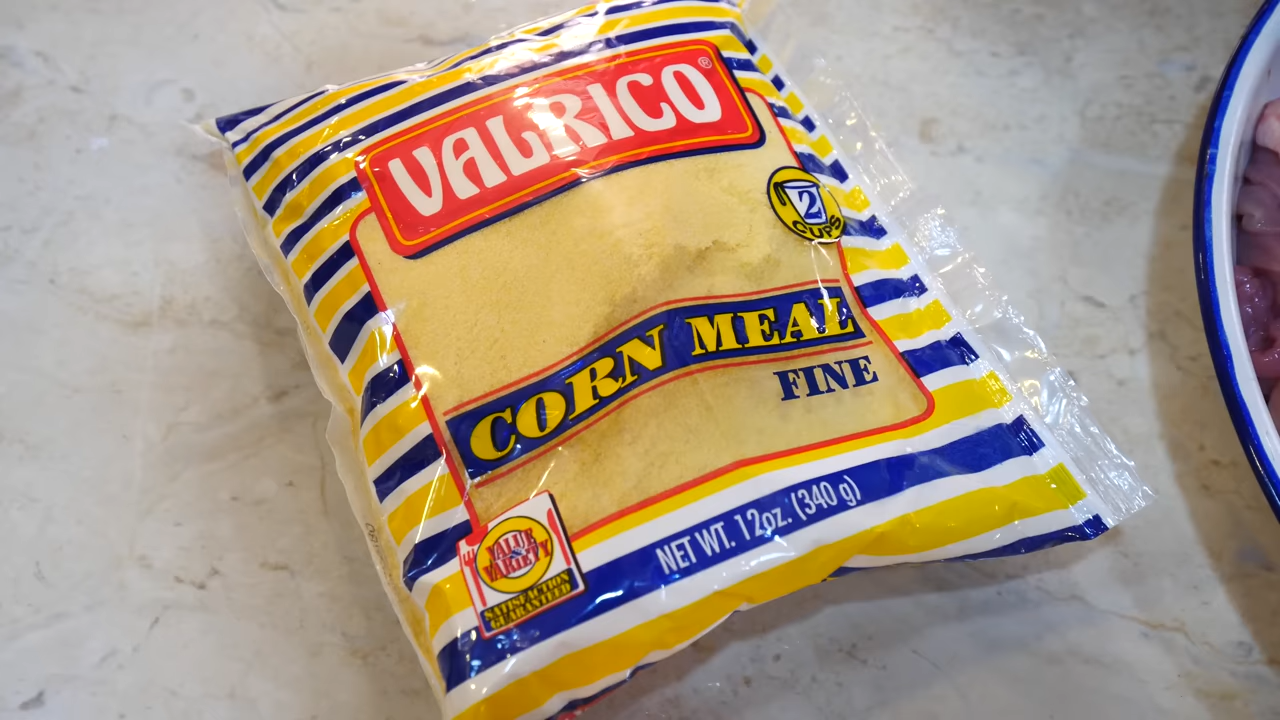 VALRICO®
2
CUPS
CORN MEAL
FINE
NET WT. 12oz. (340 g)
VALUE
&
VARIETY
SATISFACTION
GUARANTEED